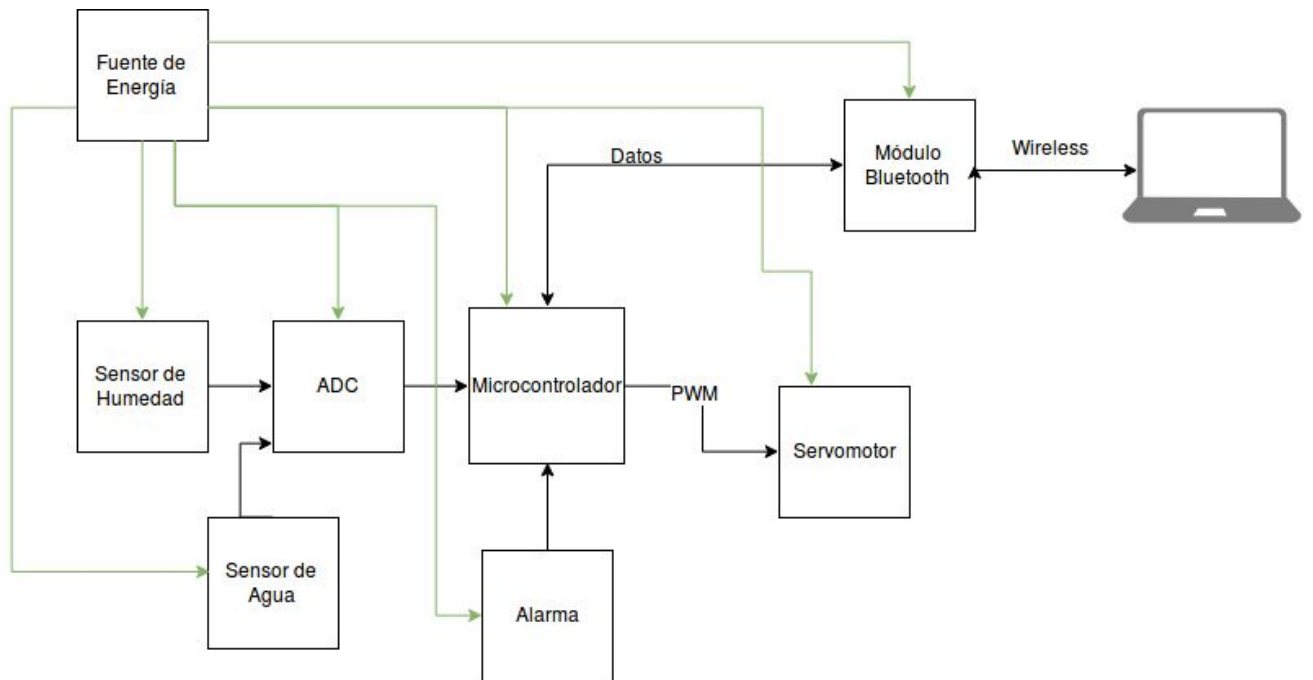 Fuente de
Energía
Datos
Módulo
Bluetooth
Wireless
Sensor de
Humedad
ADC
Microcontrolador
PWM
Servomotor
Sensor de
Agua
Alarma